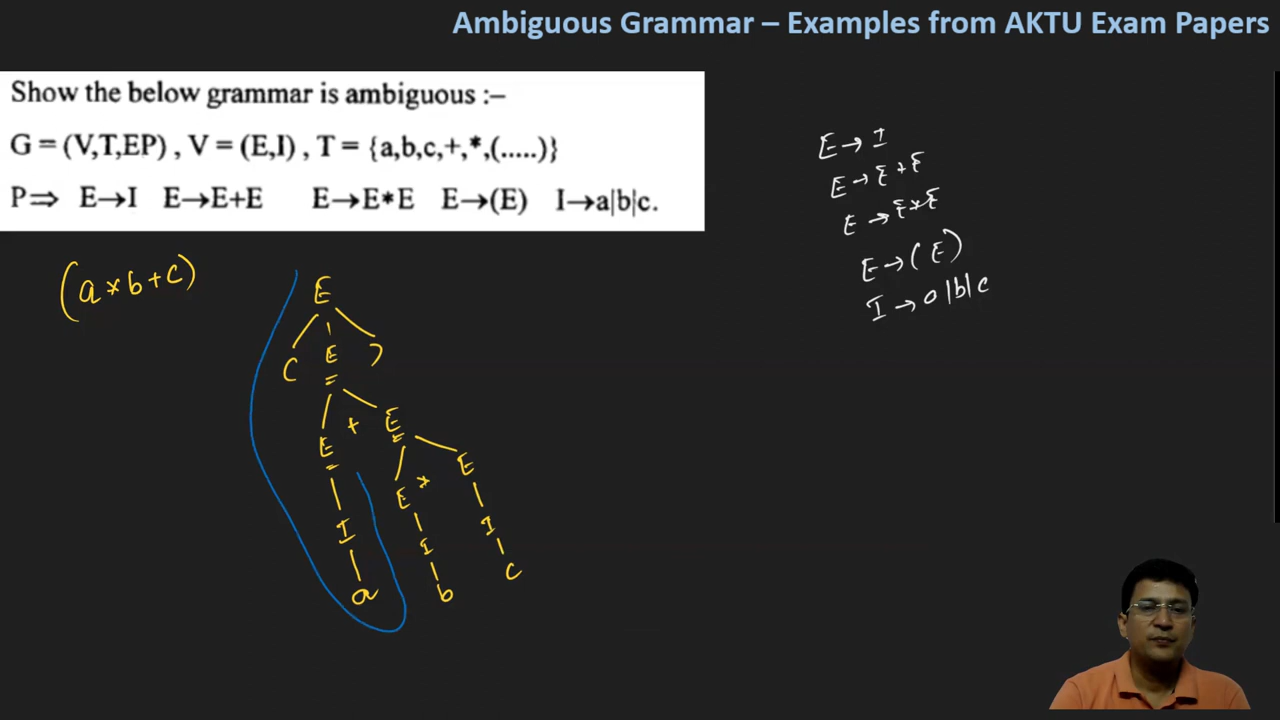 Ambiguous Grammar – Examples from AKTU Exam Papers
Show the below grammar is ambiguous :–
G = (V,T,EP) , V = (E,I) , T = {a,b,c,+,*,(.....)}
P⇒ E→I E→E+E E→E*E E→(E) I→a|b|c.
E → I
E → E + E
E → E * E
E → ( E )
I → a | b | c
(a * b + c)
E
( E )
E + E
E * E
I I I
a b c